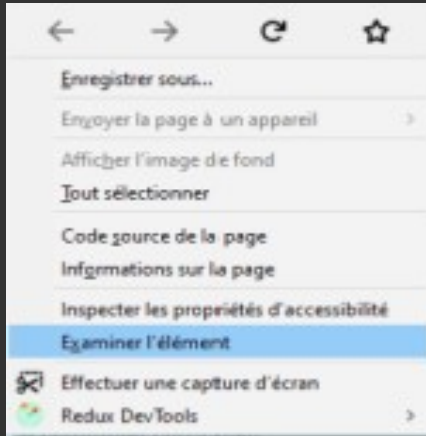 Enregistrer sous...
Envoyer la page à un appareil
Afficher l'image de fond
Tout sélectionner
Code source de la page
Informations sur la page
Inspecter les propriétés d'accessibilité
Examiner l'élément
Effectuer une capture d'écran
Redux DevTools